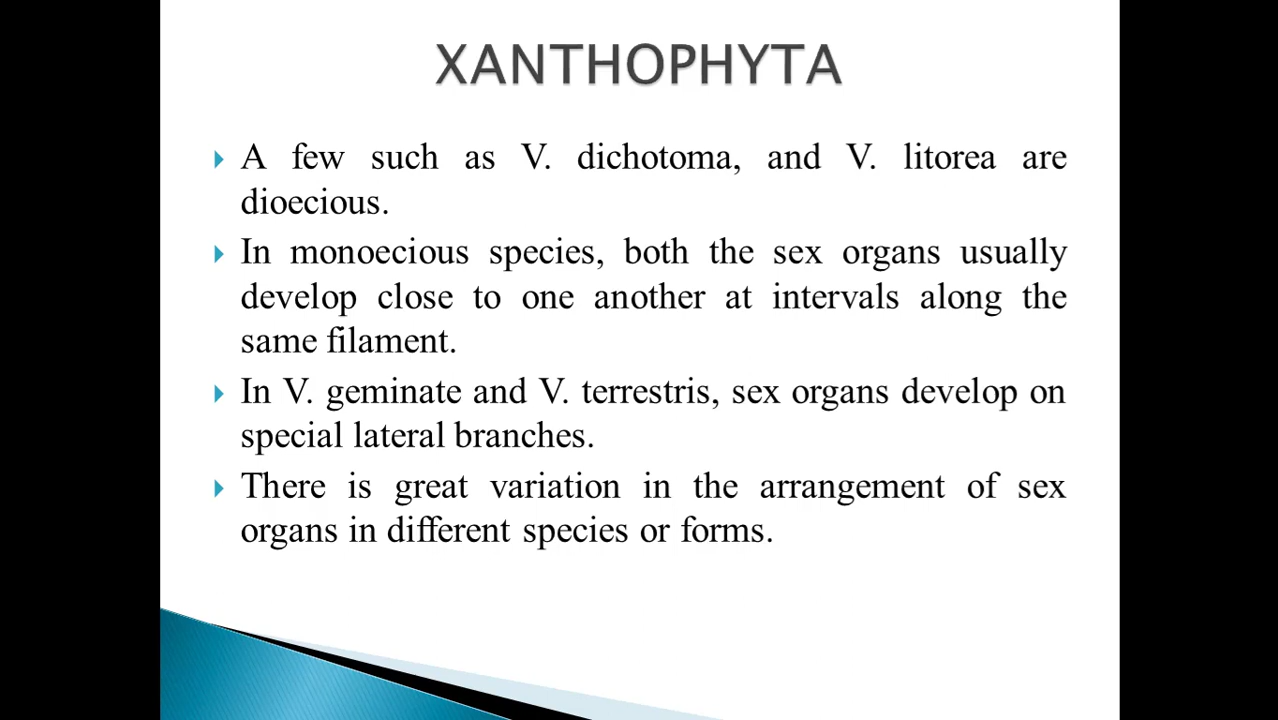 XANTHOPHYTA
A few such as V. dichotoma, and V. litorea are
dioecious.
In monoecious species, both the sex organs usually
develop close to one another at intervals along the
same filament.
In V. geminate and V. terrestris, sex organs develop on
special lateral branches.
There is great variation in the arrangement of sex
organs in different species or forms.